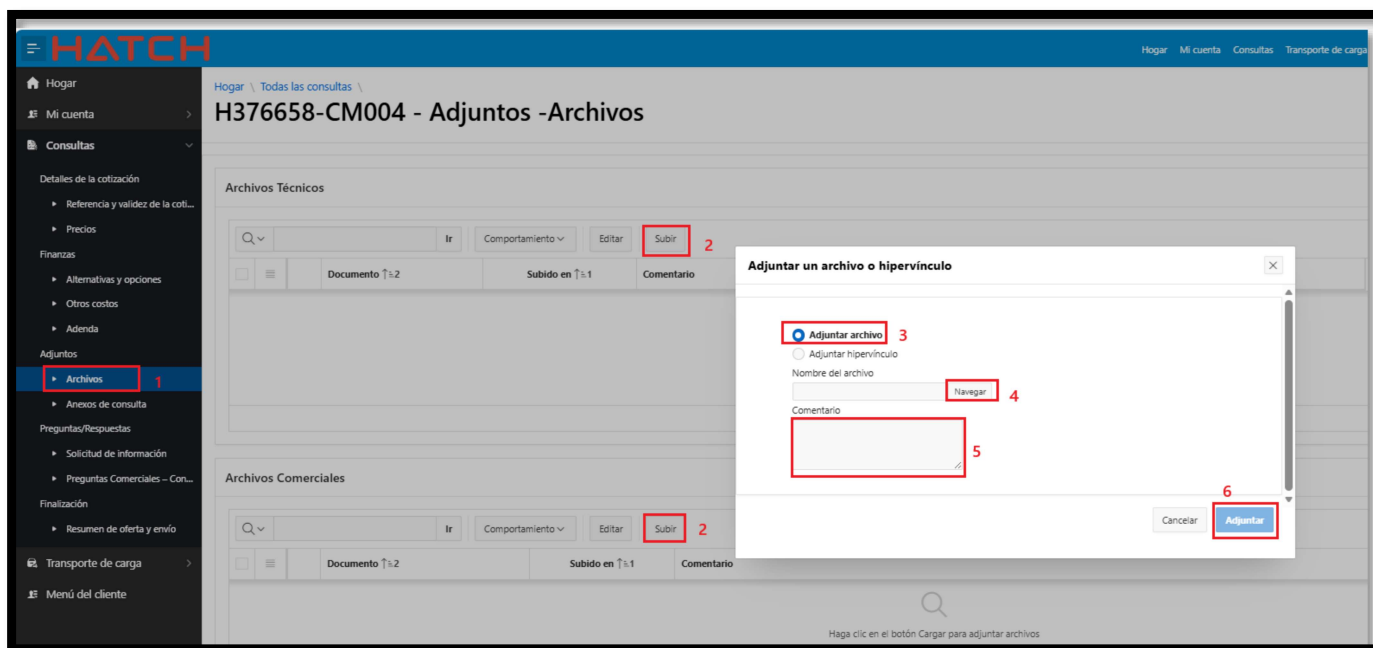 HATCH
Hogar Mi cuenta Consultas Transporte de carga
Hogar
Mi cuenta
Consultas
Detalles de la cotización
Referencia y validez de la coti...
Precios
Finanzas
Alternativas y opciones
Otros costos
Adenda
Adjuntos
Archivos 1
Anexos de consulta
Preguntas/Respuestas
Solicitud de información
Preguntas Comerciales – Con...
Finalización
Resumen de oferta y envío
Transporte de carga
Menú del cliente
Hogar \ Todas las consultas \
H376658-CM004 - Adjuntos -Archivos
Archivos Técnicos
Ir Comportamiento Editar Subir 2
Documento ↑2 Subido en ↑1 Comentario
Archivos Comerciales
Ir Comportamiento Editar Subir 2
Documento ↑2 Subido en ↑1 Comentario
Haga clic en el botón Cargar para adjuntar archivos
Adjuntar un archivo o hipervínculo
Adjuntar archivo 3
Adjuntar hipervínculo
Nombre del archivo
Navegar 4
Comentario
5
6
Cancelar Adjuntar